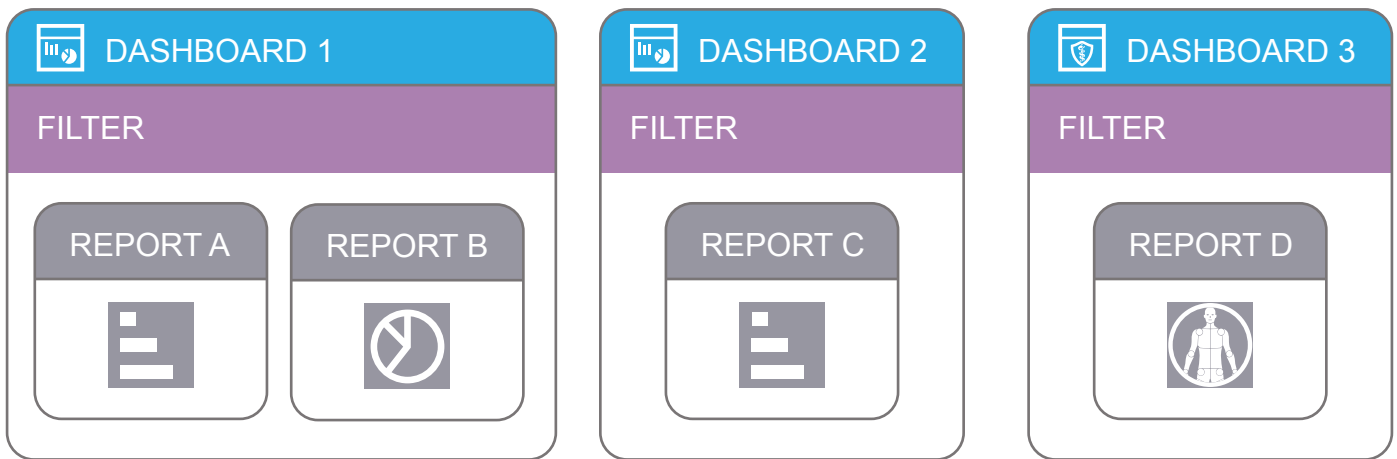 DASHBOARD 1
FILTER
REPORT A
REPORT B
DASHBOARD 2
FILTER
REPORT C
DASHBOARD 3
FILTER
REPORT D